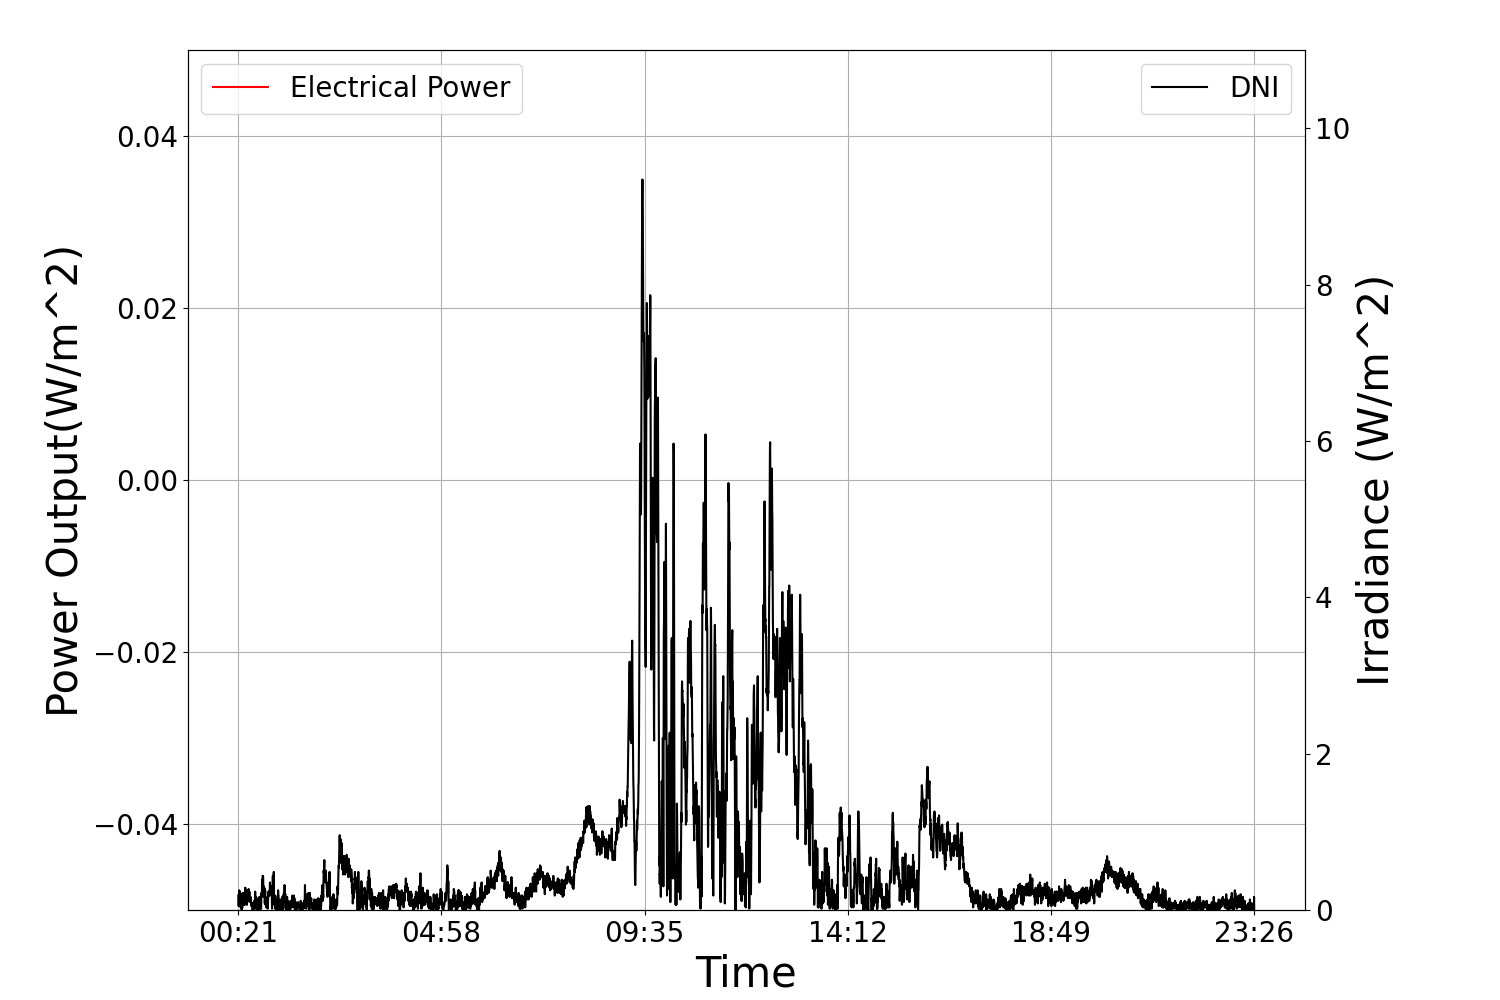 Electrical Power
DNI
Power Output(W/m^2)
0.04
0.02
0.00
−0.02
−0.04
10
8
6
4
2
0
Irradiance (W/m^2)
00:21 04:58 09:35 14:12 18:49 23:26
Time